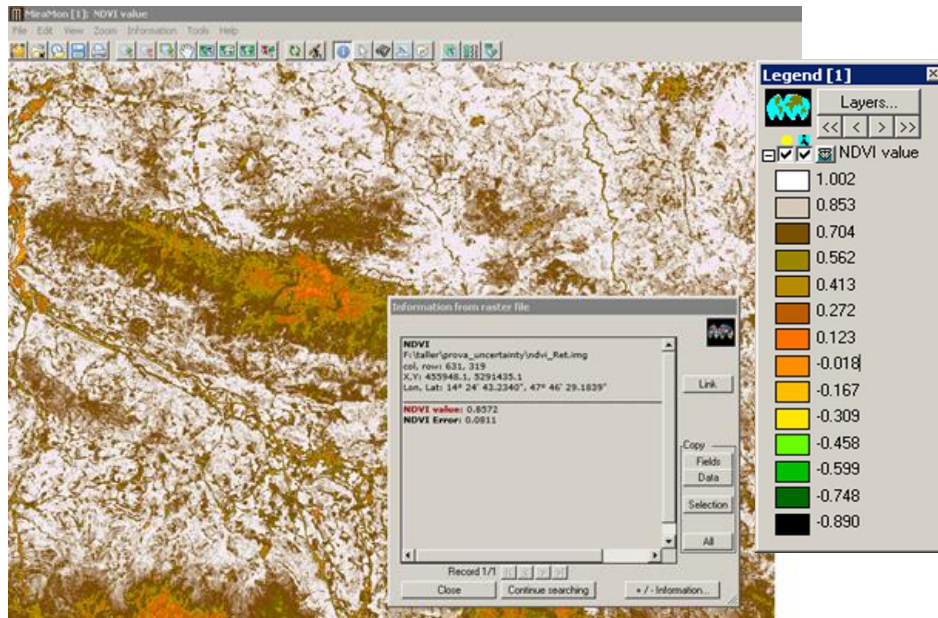 MiraMon [1]: NDVI value
File Edit View Zoom Information Tools Help
Legend [1]
Layers...
<< < > >>
NDVI value
1.002
0.853
0.704
0.562
0.413
0.272
0.123
-0.018
-0.167
-0.309
-0.458
-0.599
-0.748
-0.890
Information from raster file
NDVI
F:\taller\prova_uncertainty\ndvi_Ret.img
col, row: 631, 319
X,Y: 455948.1, 5291435.1
Lon, Lat: 14° 24' 43.2340", 47° 46' 29.1839"
NDVI value: 0.8572
NDVI Error: 0.0811
Link
Copy
Fields
Data
Selection
All
Record 1/1
Close
Continue searching
+ / - Information...